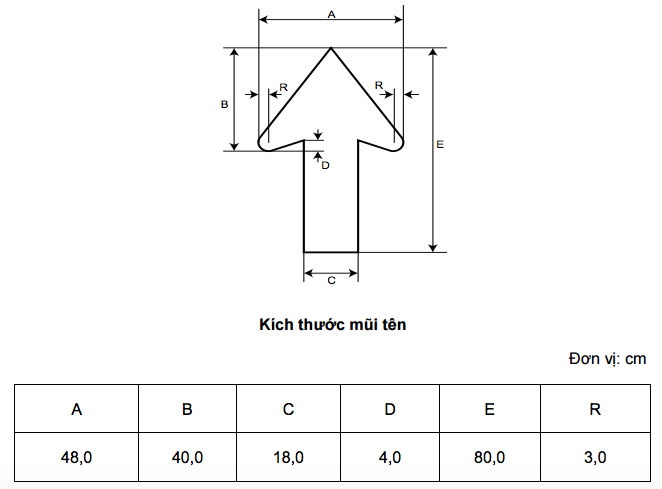 A
R
R
B
E
D
C
Kích thước mũi tên
Đơn vị: cm
A B C D E R
48,0 40,0 18,0 4,0 80,0 3,0